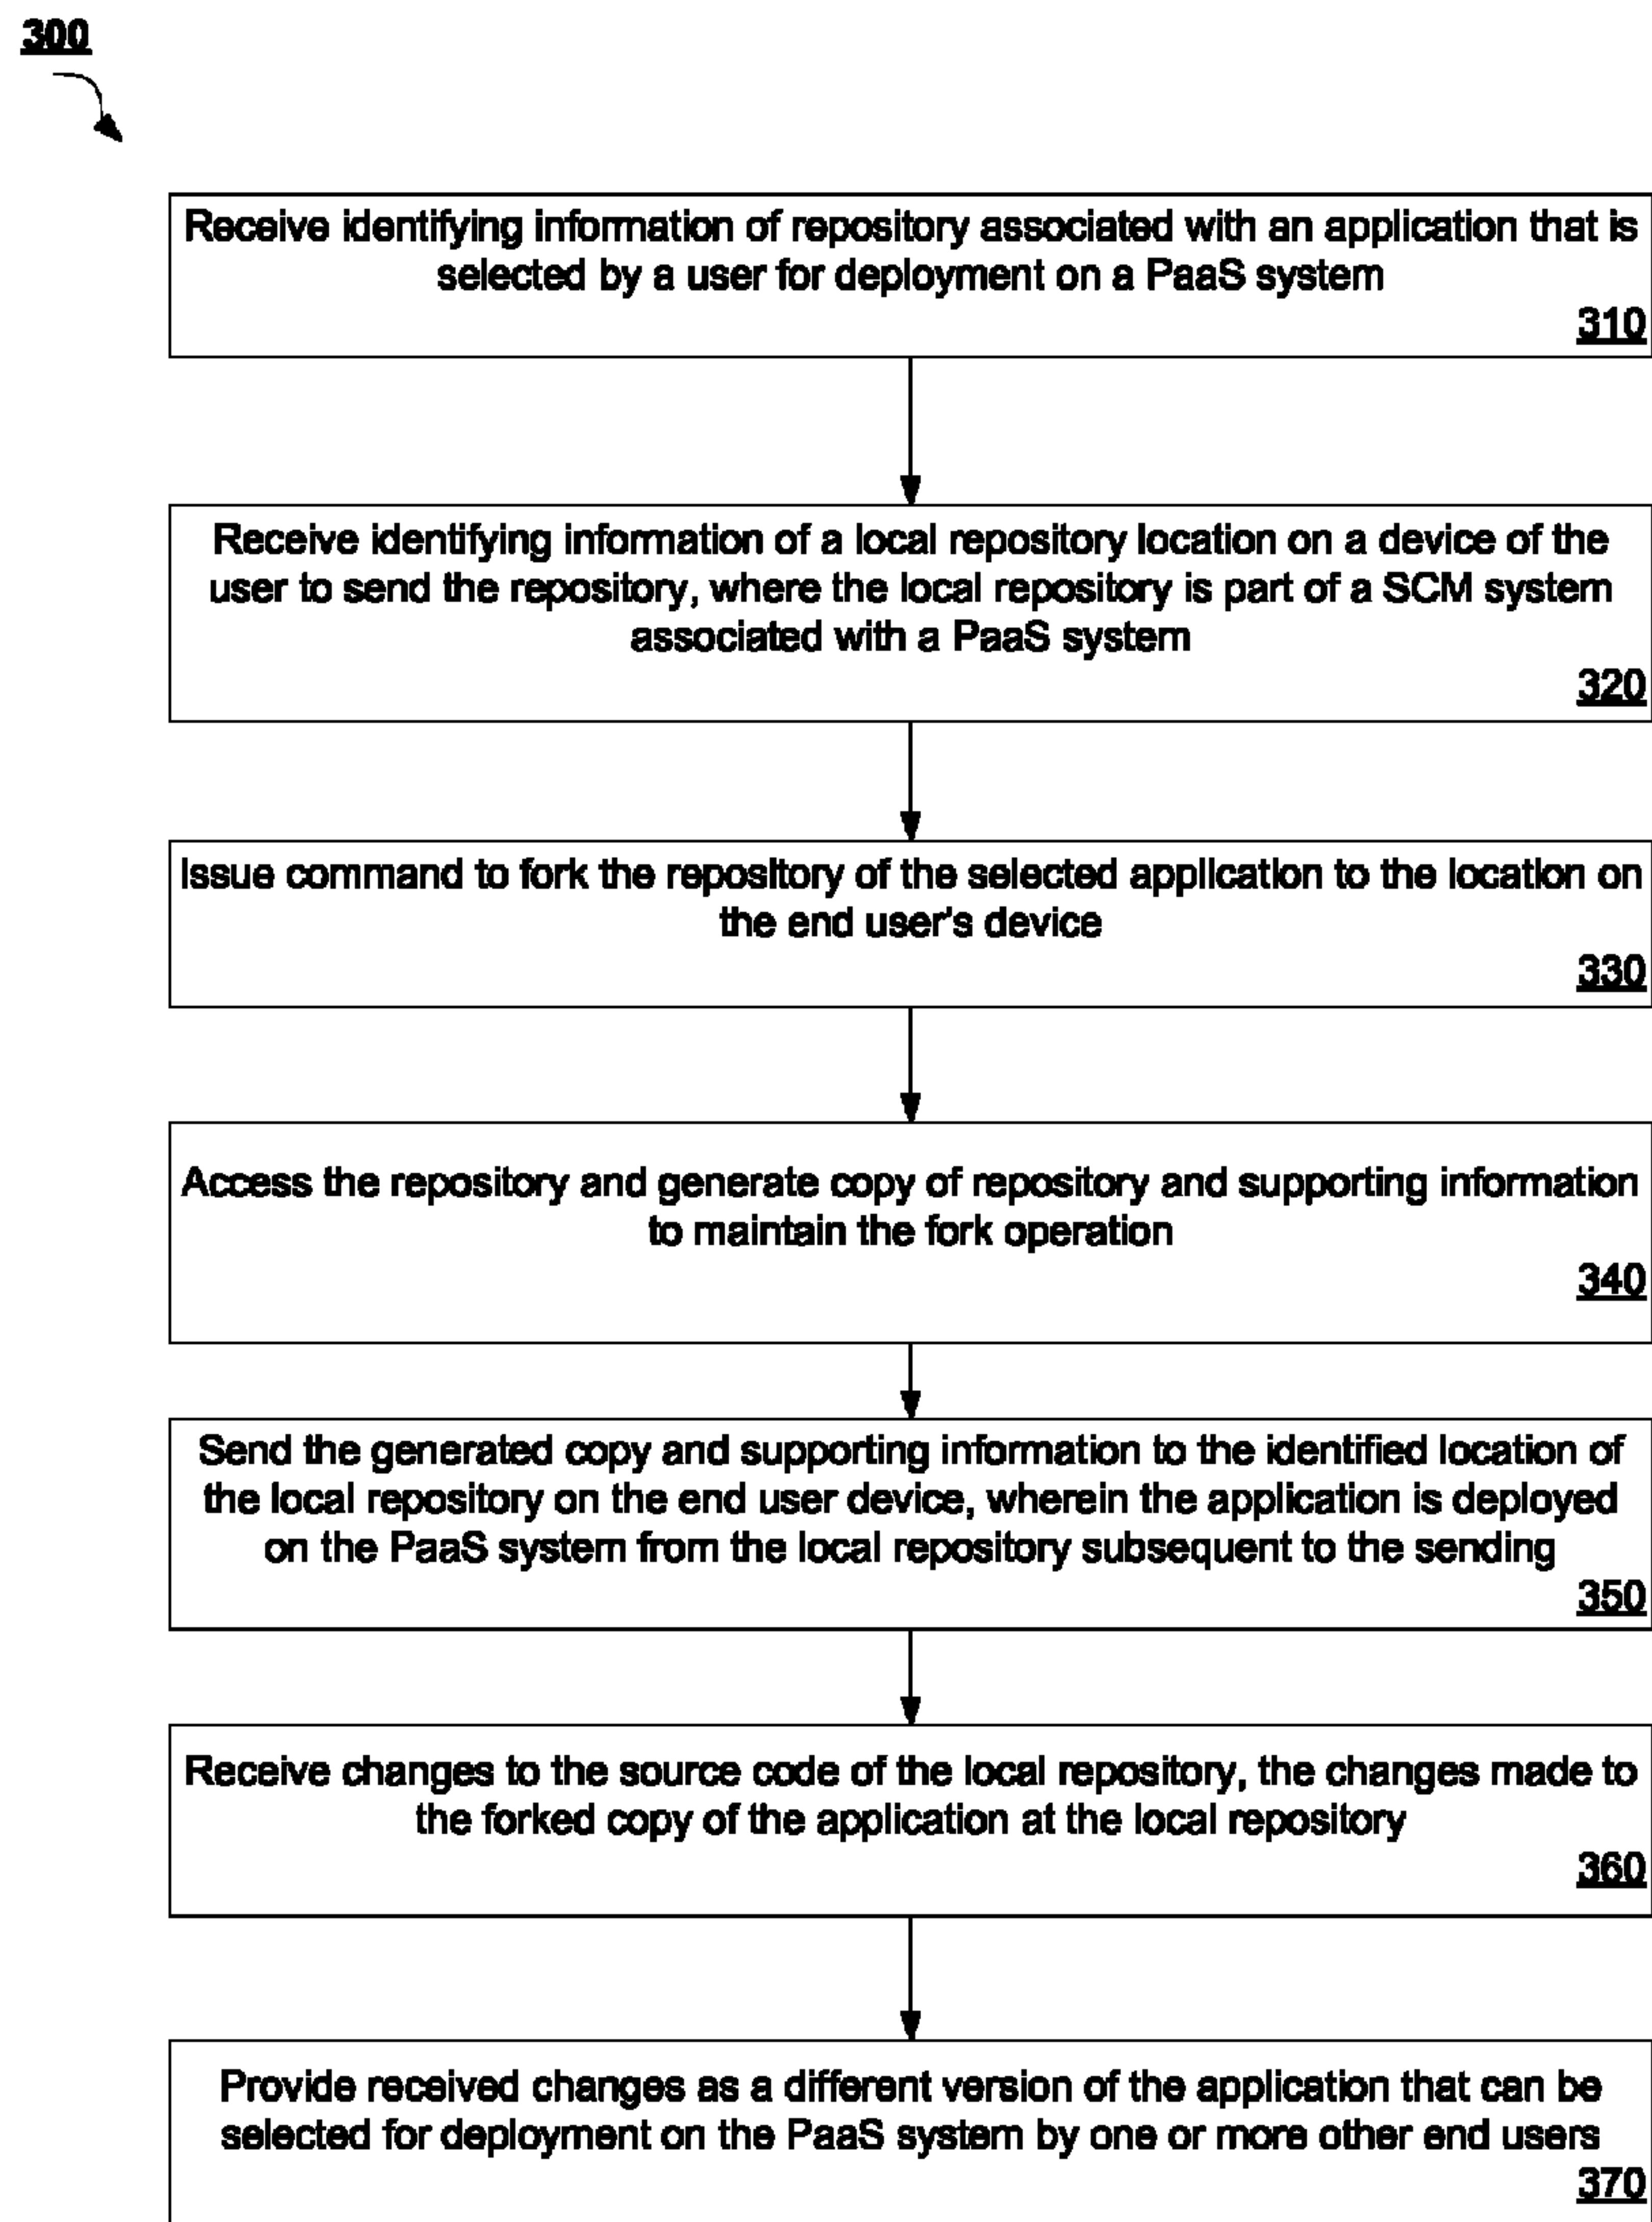 300
Receive identifying information of repository associated with an application that is
selected by a user for deployment on a PaaS system
310
Receive identifying information of a local repository location on a device of the
user to send the repository, where the local repository is part of a SCM system
associated with a PaaS system
320
Issue command to fork the repository of the selected application to the location on
the end user's device
330
Access the repository and generate copy of repository and supporting information
to maintain the fork operation
340
Send the generated copy and supporting information to the identified location of
the local repository on the end user device, wherein the application is deployed
on the PaaS system from the local repository subsequent to the sending
350
Receive changes to the source code of the local repository, the changes made to
the forked copy of the application at the local repository
360
Provide received changes as a different version of the application that can be
selected for deployment on the PaaS system by one or more other end users
370